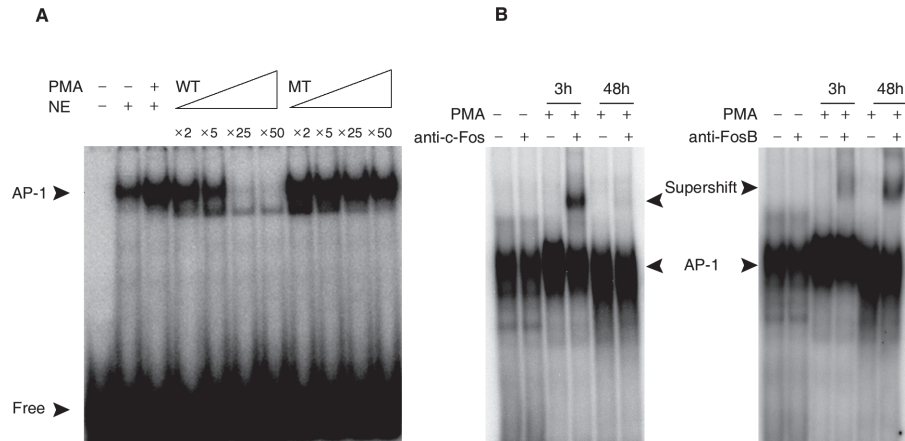 A
PMA – – + WT MT
NE – + +
×2 ×5 ×25 ×50 ×2 ×5 ×25 ×50
AP-1
Free
B
3h 48h
PMA – – + + + +
anti-c-Fos – + – + – +
3h 48h
PMA – – + + + +
anti-FosB – + – + – +
Supershift
AP-1